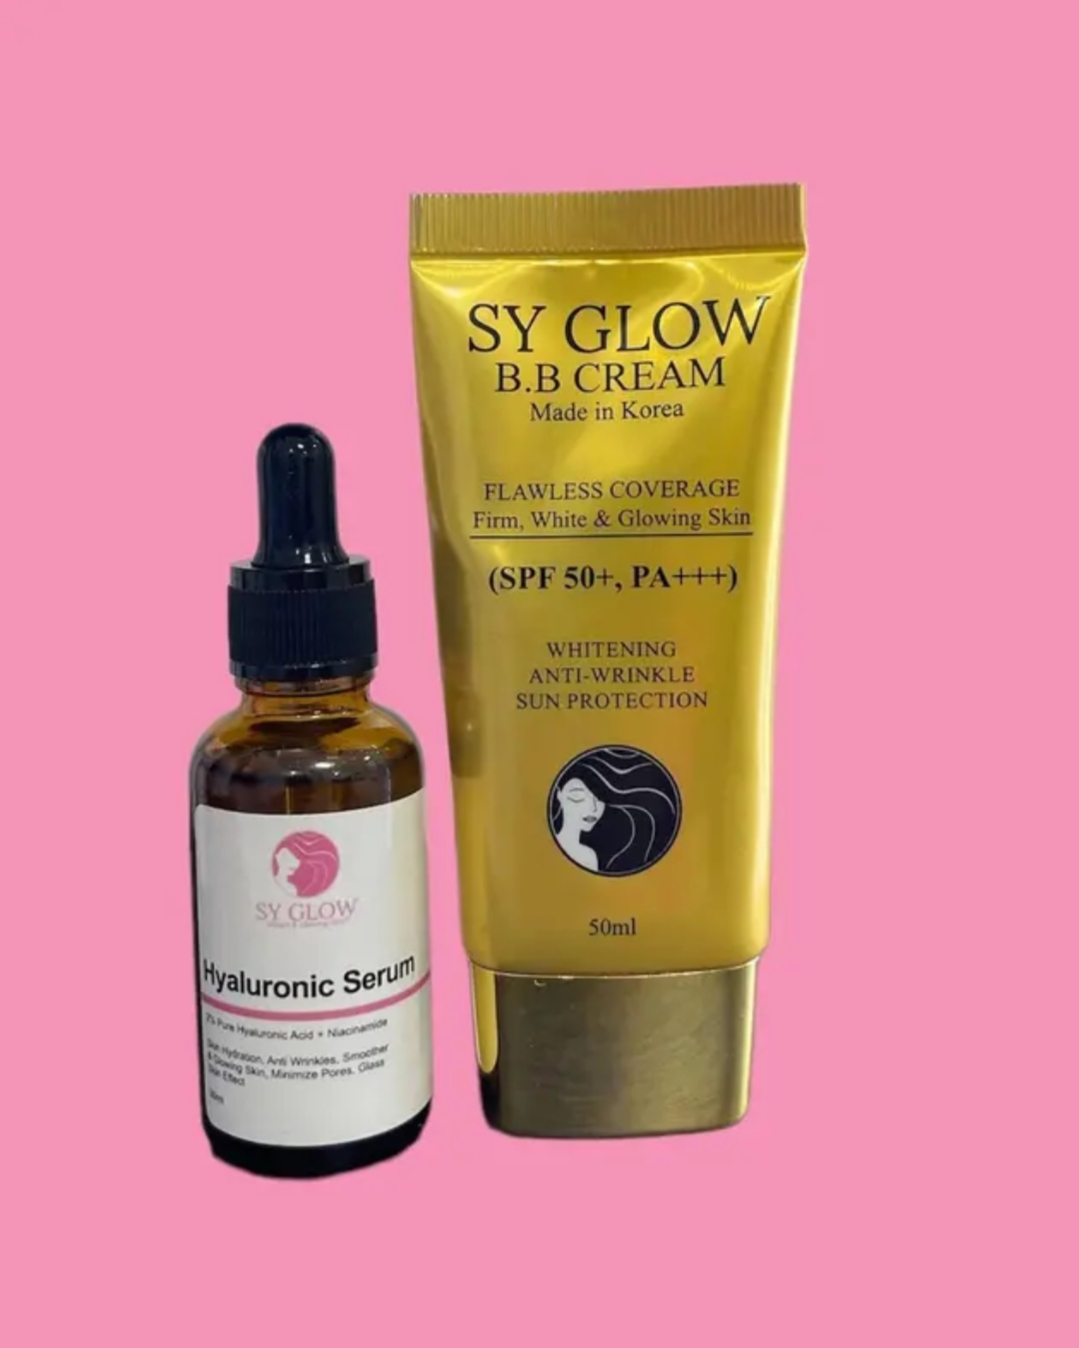 SY GLOW
B.B CREAM
Made in Korea
FLAWLESS COVERAGE
Firm, White & Glowing Skin
(SPF 50+, PA+++)
WHITENING
ANTI-WRINKLE
SUN PROTECTION
50ml
SY GLOW
Hyaluronic Serum
2% Pure Hyaluronic Acid + Niacinamide
Skin Hydration, Anti Wrinkles, Smoother
& Glowing Skin, Minimize Pores, Glass
Skin Effect